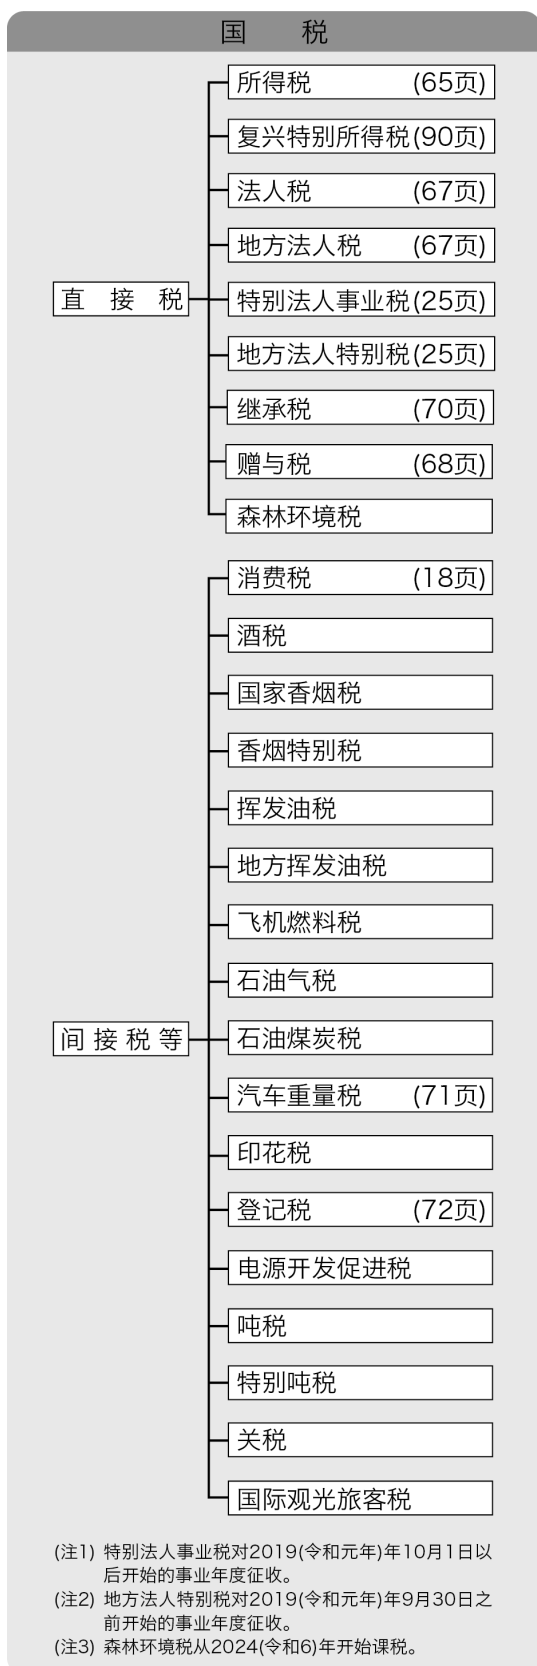 国 税
所得税 (65页)
复兴特别所得税(90页)
法人税 (67页)
地方法人税 (67页)
直 接 税
特别法人事业税(25页)
地方法人特别税(25页)
继承税 (70页)
赠与税 (68页)
森林环境税
消费税 (18页)
酒税
国家香烟税
香烟特别税
挥发油税
地方挥发油税
飞机燃料税
石油气税
间 接 税 等
石油煤炭税
汽车重量税 (71页)
印花税
登记税 (72页)
电源开发促进税
吨税
特别吨税
关税
国际观光旅客税
(注1) 特别法人事业税对2019(令和元年)年10月1日以
后开始的事业年度征收。
(注2) 地方法人特别税对2019(令和元年)年9月30日之
前开始的事业年度征收。
(注3) 森林环境税从2024(令和6)年开始课税。